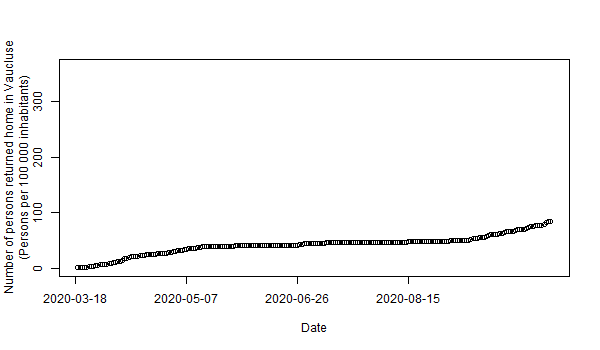 Number of persons returned home in Vaucluse
(Persons per 100 000 inhabitants)
300
200
100
0
2020-03-18 2020-05-07 2020-06-26 2020-08-15
Date